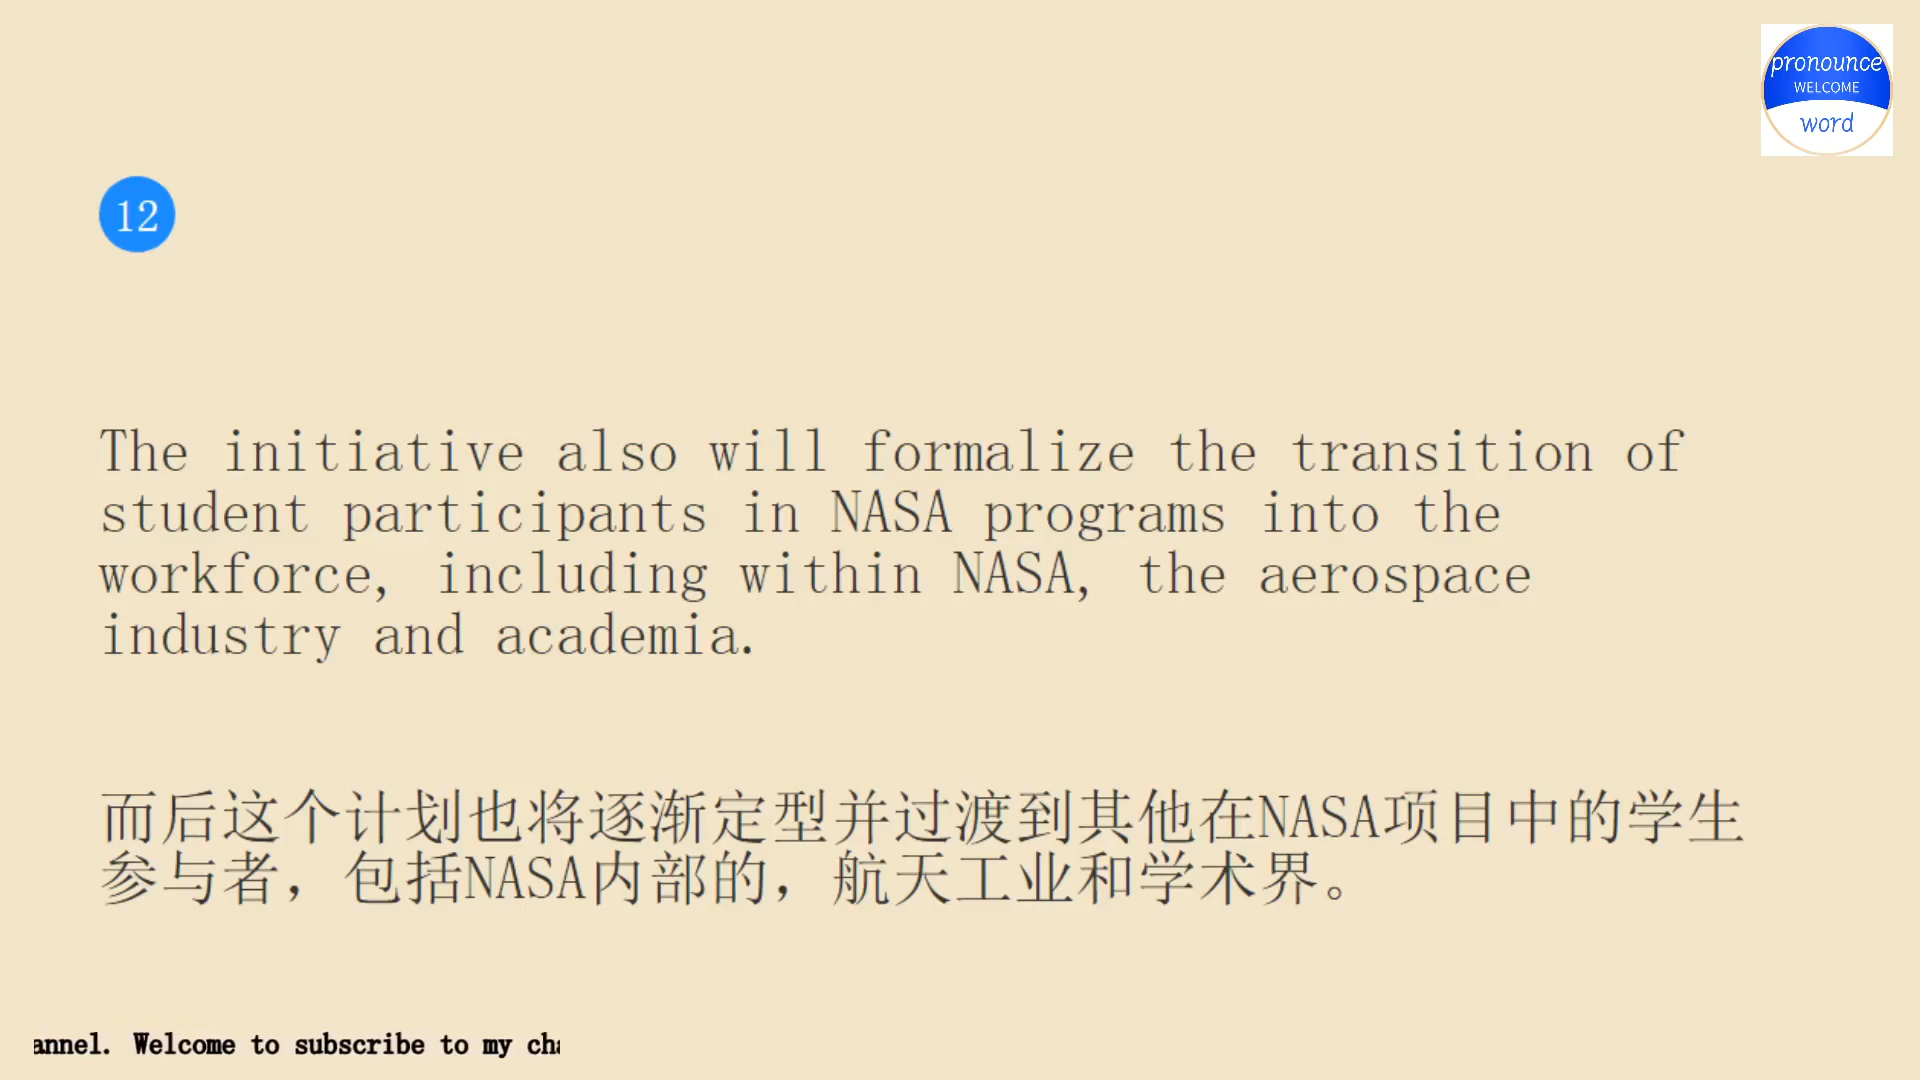 pronounce
WELCOME
word
12
The initiative also will formalize the transition of
student participants in NASA programs into the
workforce, including within NASA, the aerospace
industry and academia.
而后这个计划也将逐渐定型并过渡到其他在NASA项目中的学生
参与者，包括NASA内部的，航天工业和学术界。
annel. Welcome to subscribe to my cha